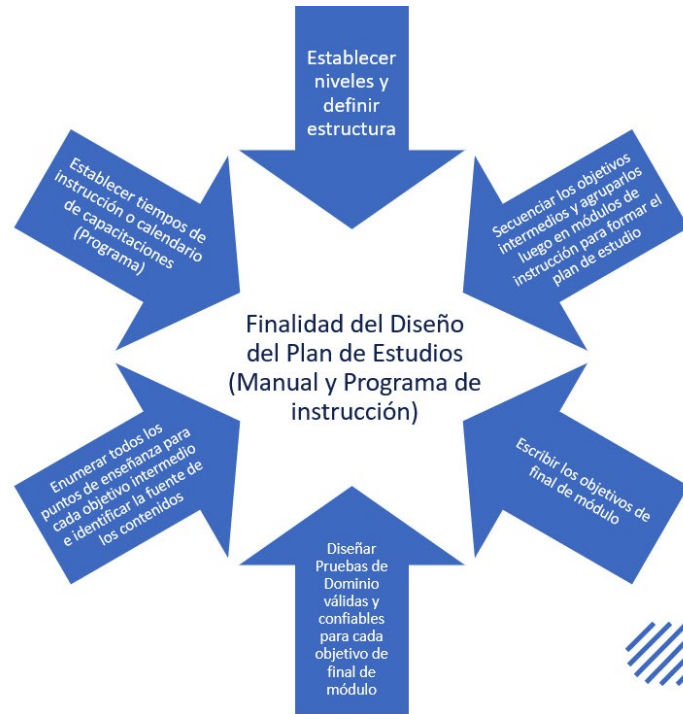 Establecer
niveles y
definir
estructura
Secuenciar los objetivos
intermedios y agruparlos
luego en módulos de
instrucción para formar el
plan de estudio
Escribir los objetivos de
final de módulo
Diseñar
Pruebas de
Dominio
válidas y
confiables
para cada
objetivo de
final de
módulo
Enumerar todos los
puntos de enseñanza para
cada objetivo intermedio
e identificar la fuente de
los contenidos
Establecer tiempos de
instrucción o calendario
de capacitaciones
(Programa)
Finalidad del Diseño
del Plan de Estudios
(Manual y Programa de
instrucción)